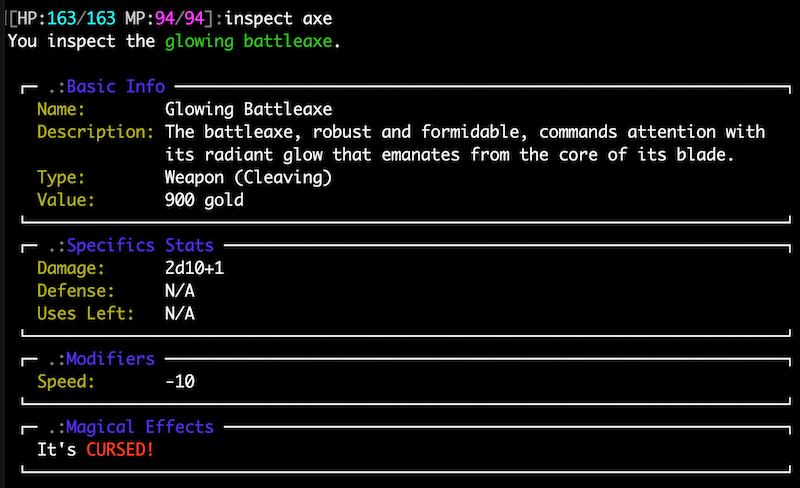 [HP:163/163 MP:94/94]:inspect axe
You inspect the glowing battleaxe.
.:Basic Info
Name: Glowing Battleaxe
Description: The battleaxe, robust and formidable, commands attention with
its radiant glow that emanates from the core of its blade.
Type: Weapon (Cleaving)
Value: 900 gold
.:Specifics Stats
Damage: 2d10+1
Defense: N/A
Uses Left: N/A
.:Modifiers
Speed: -10
.:Magical Effects
It's CURSED!